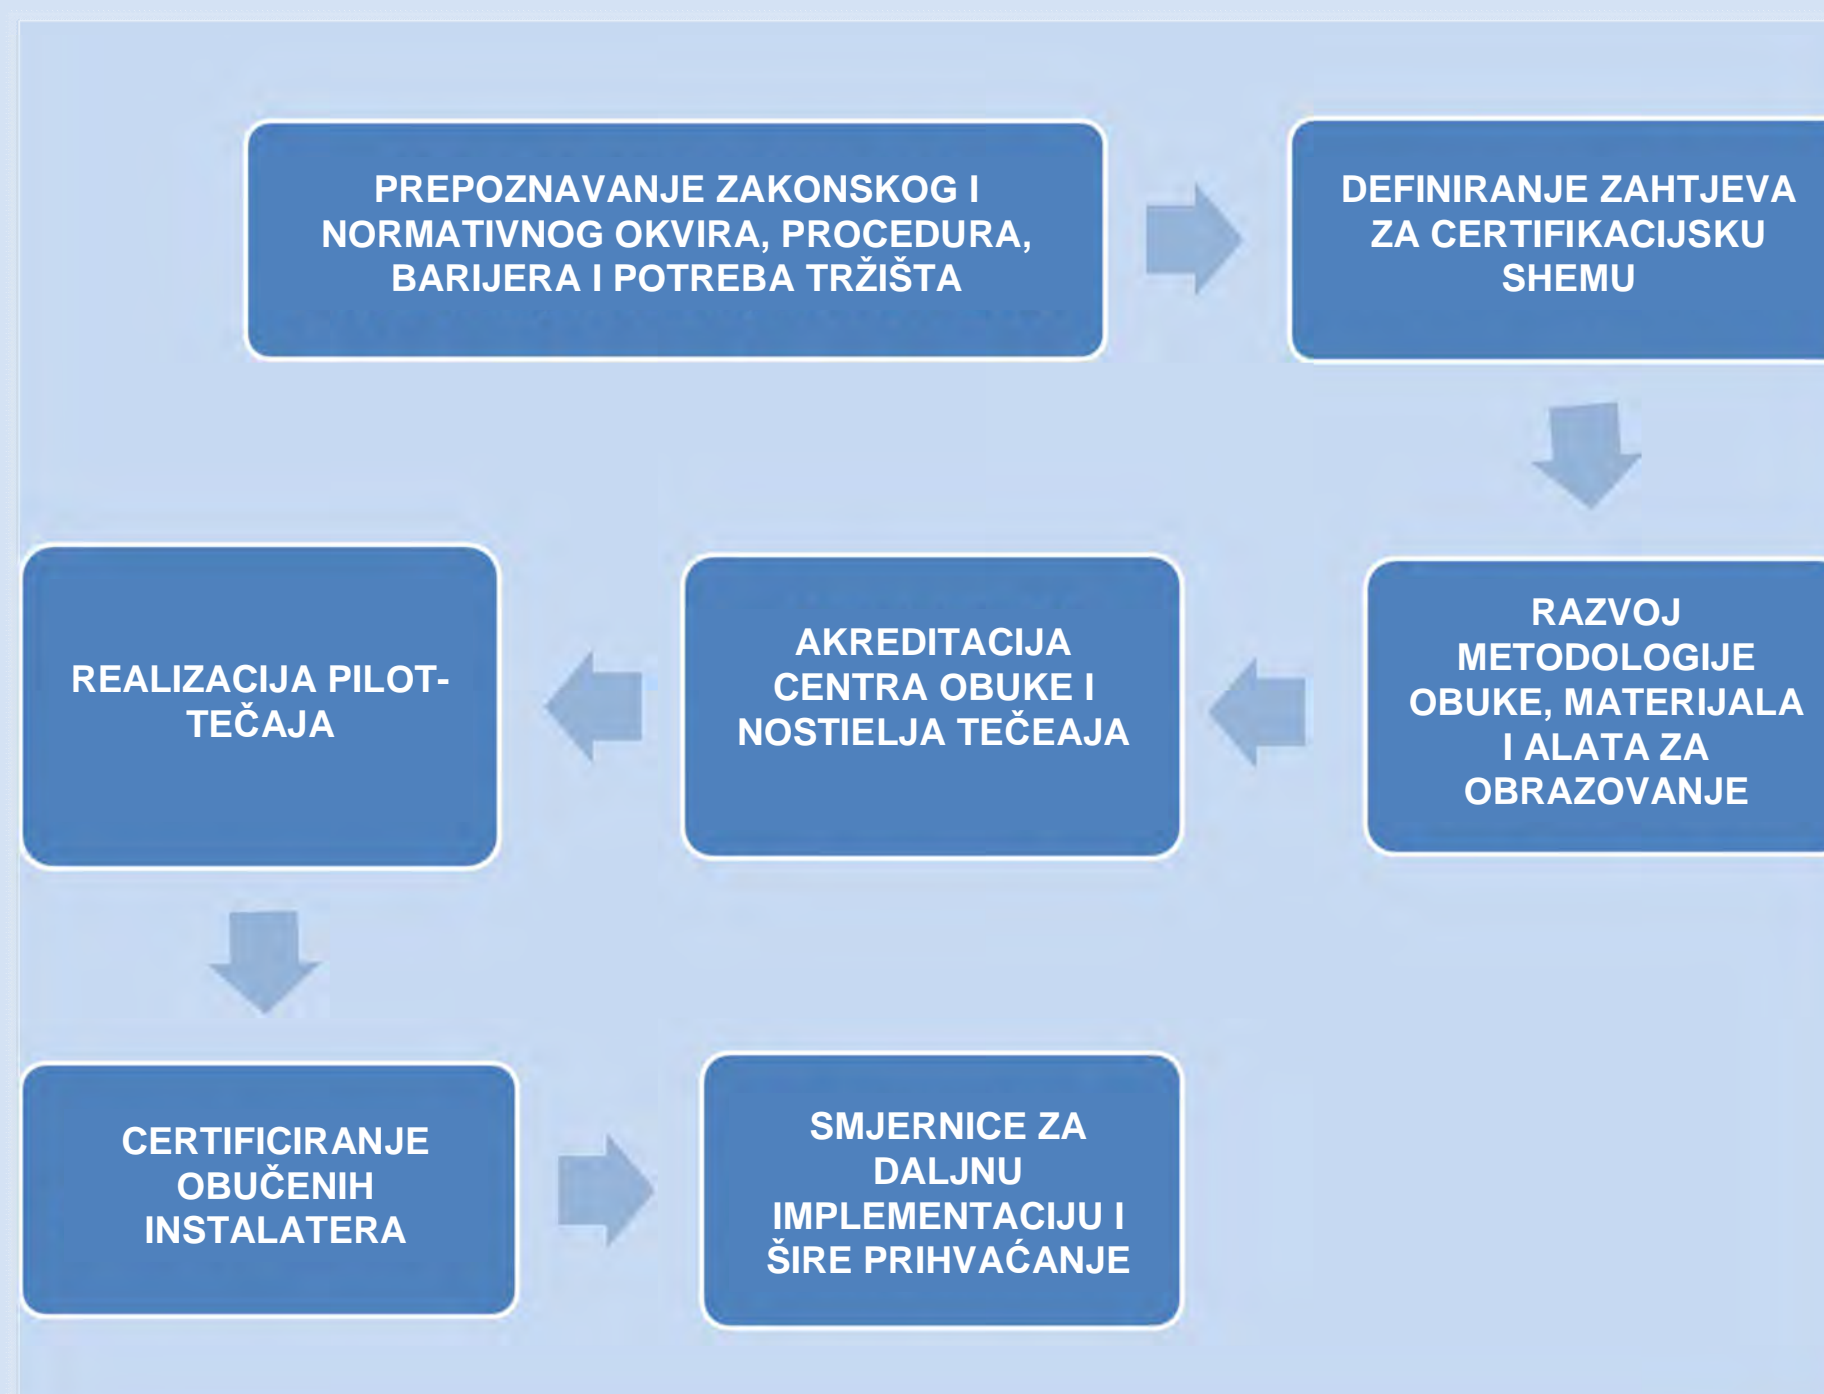 PREPOZNAVANJE ZAKONSKOG I
NORMATIVNOG OKVIRA, PROCEDURA,
BARIJERA I POTREBA TRŽIŠTA
DEFINIRANJE ZAHTJEVA
ZA CERTIFIKACIJSKU
SHEMU
RAZVOJ
METODOLOGIJE
OBUKE, MATERIJALA
I ALATA ZA
OBRAZOVANJE
AKREDITACIJA
CENTRA OBUKE I
NOSTIELJA TEČEAJA
REALIZACIJA PILOT-
TEČAJA
CERTIFICIRANJE
OBUČENIH
INSTALATERA
SMJERNICE ZA
DALJNU
IMPLEMENTACIJU I
ŠIRE PRIHVAĆANJE